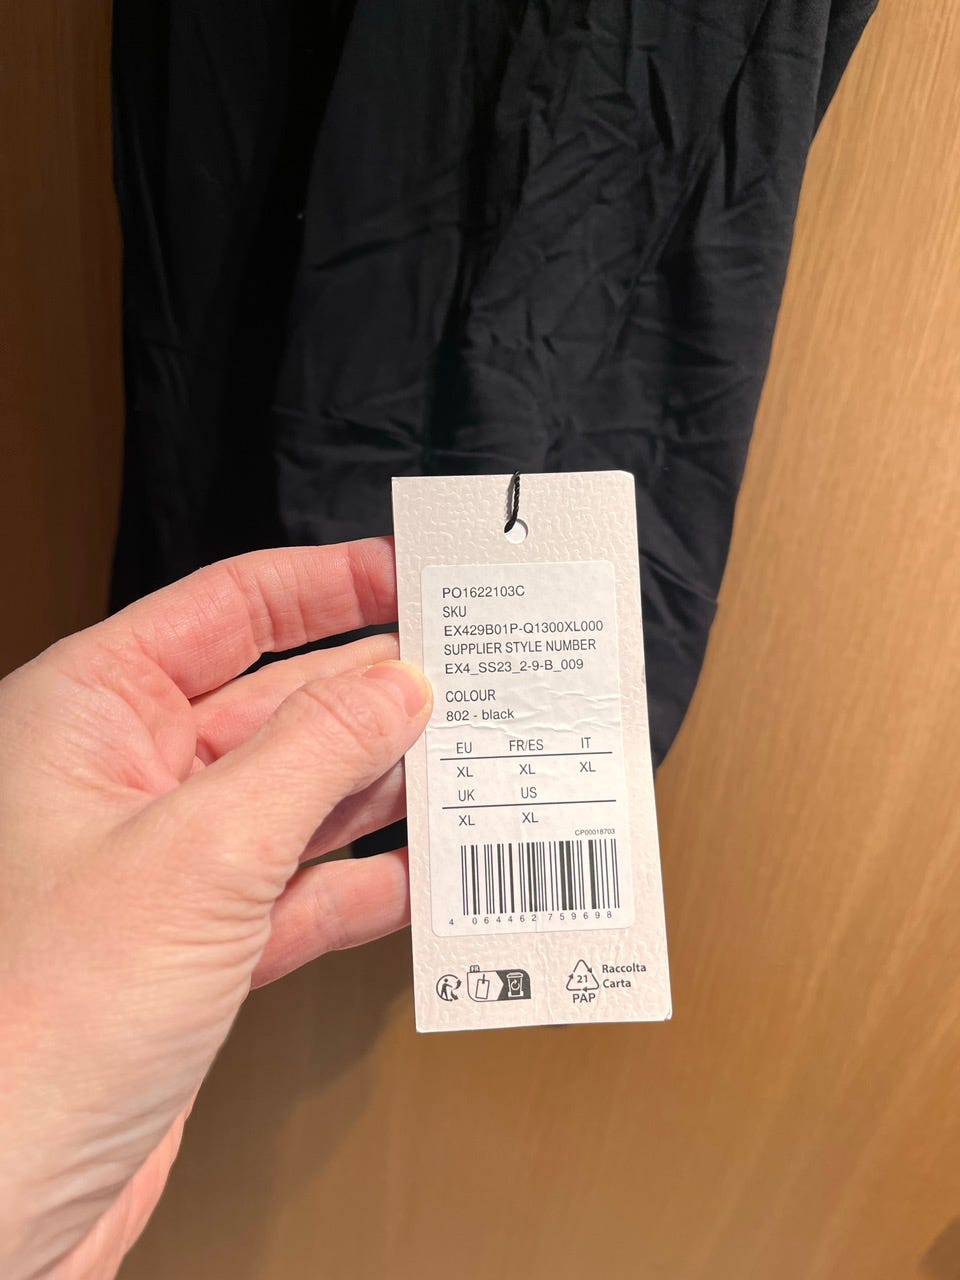 PO1622103C
SKU
EX429B01P-Q1300XL000
SUPPLIER STYLE NUMBER
EX4_SS23_2-9-B_009
COLOUR
802 - black
EU FR/ES IT
XL XL XL
UK US
XL XL
CP00018703
4 064462 759698
21 Raccolta
Carta
PAP